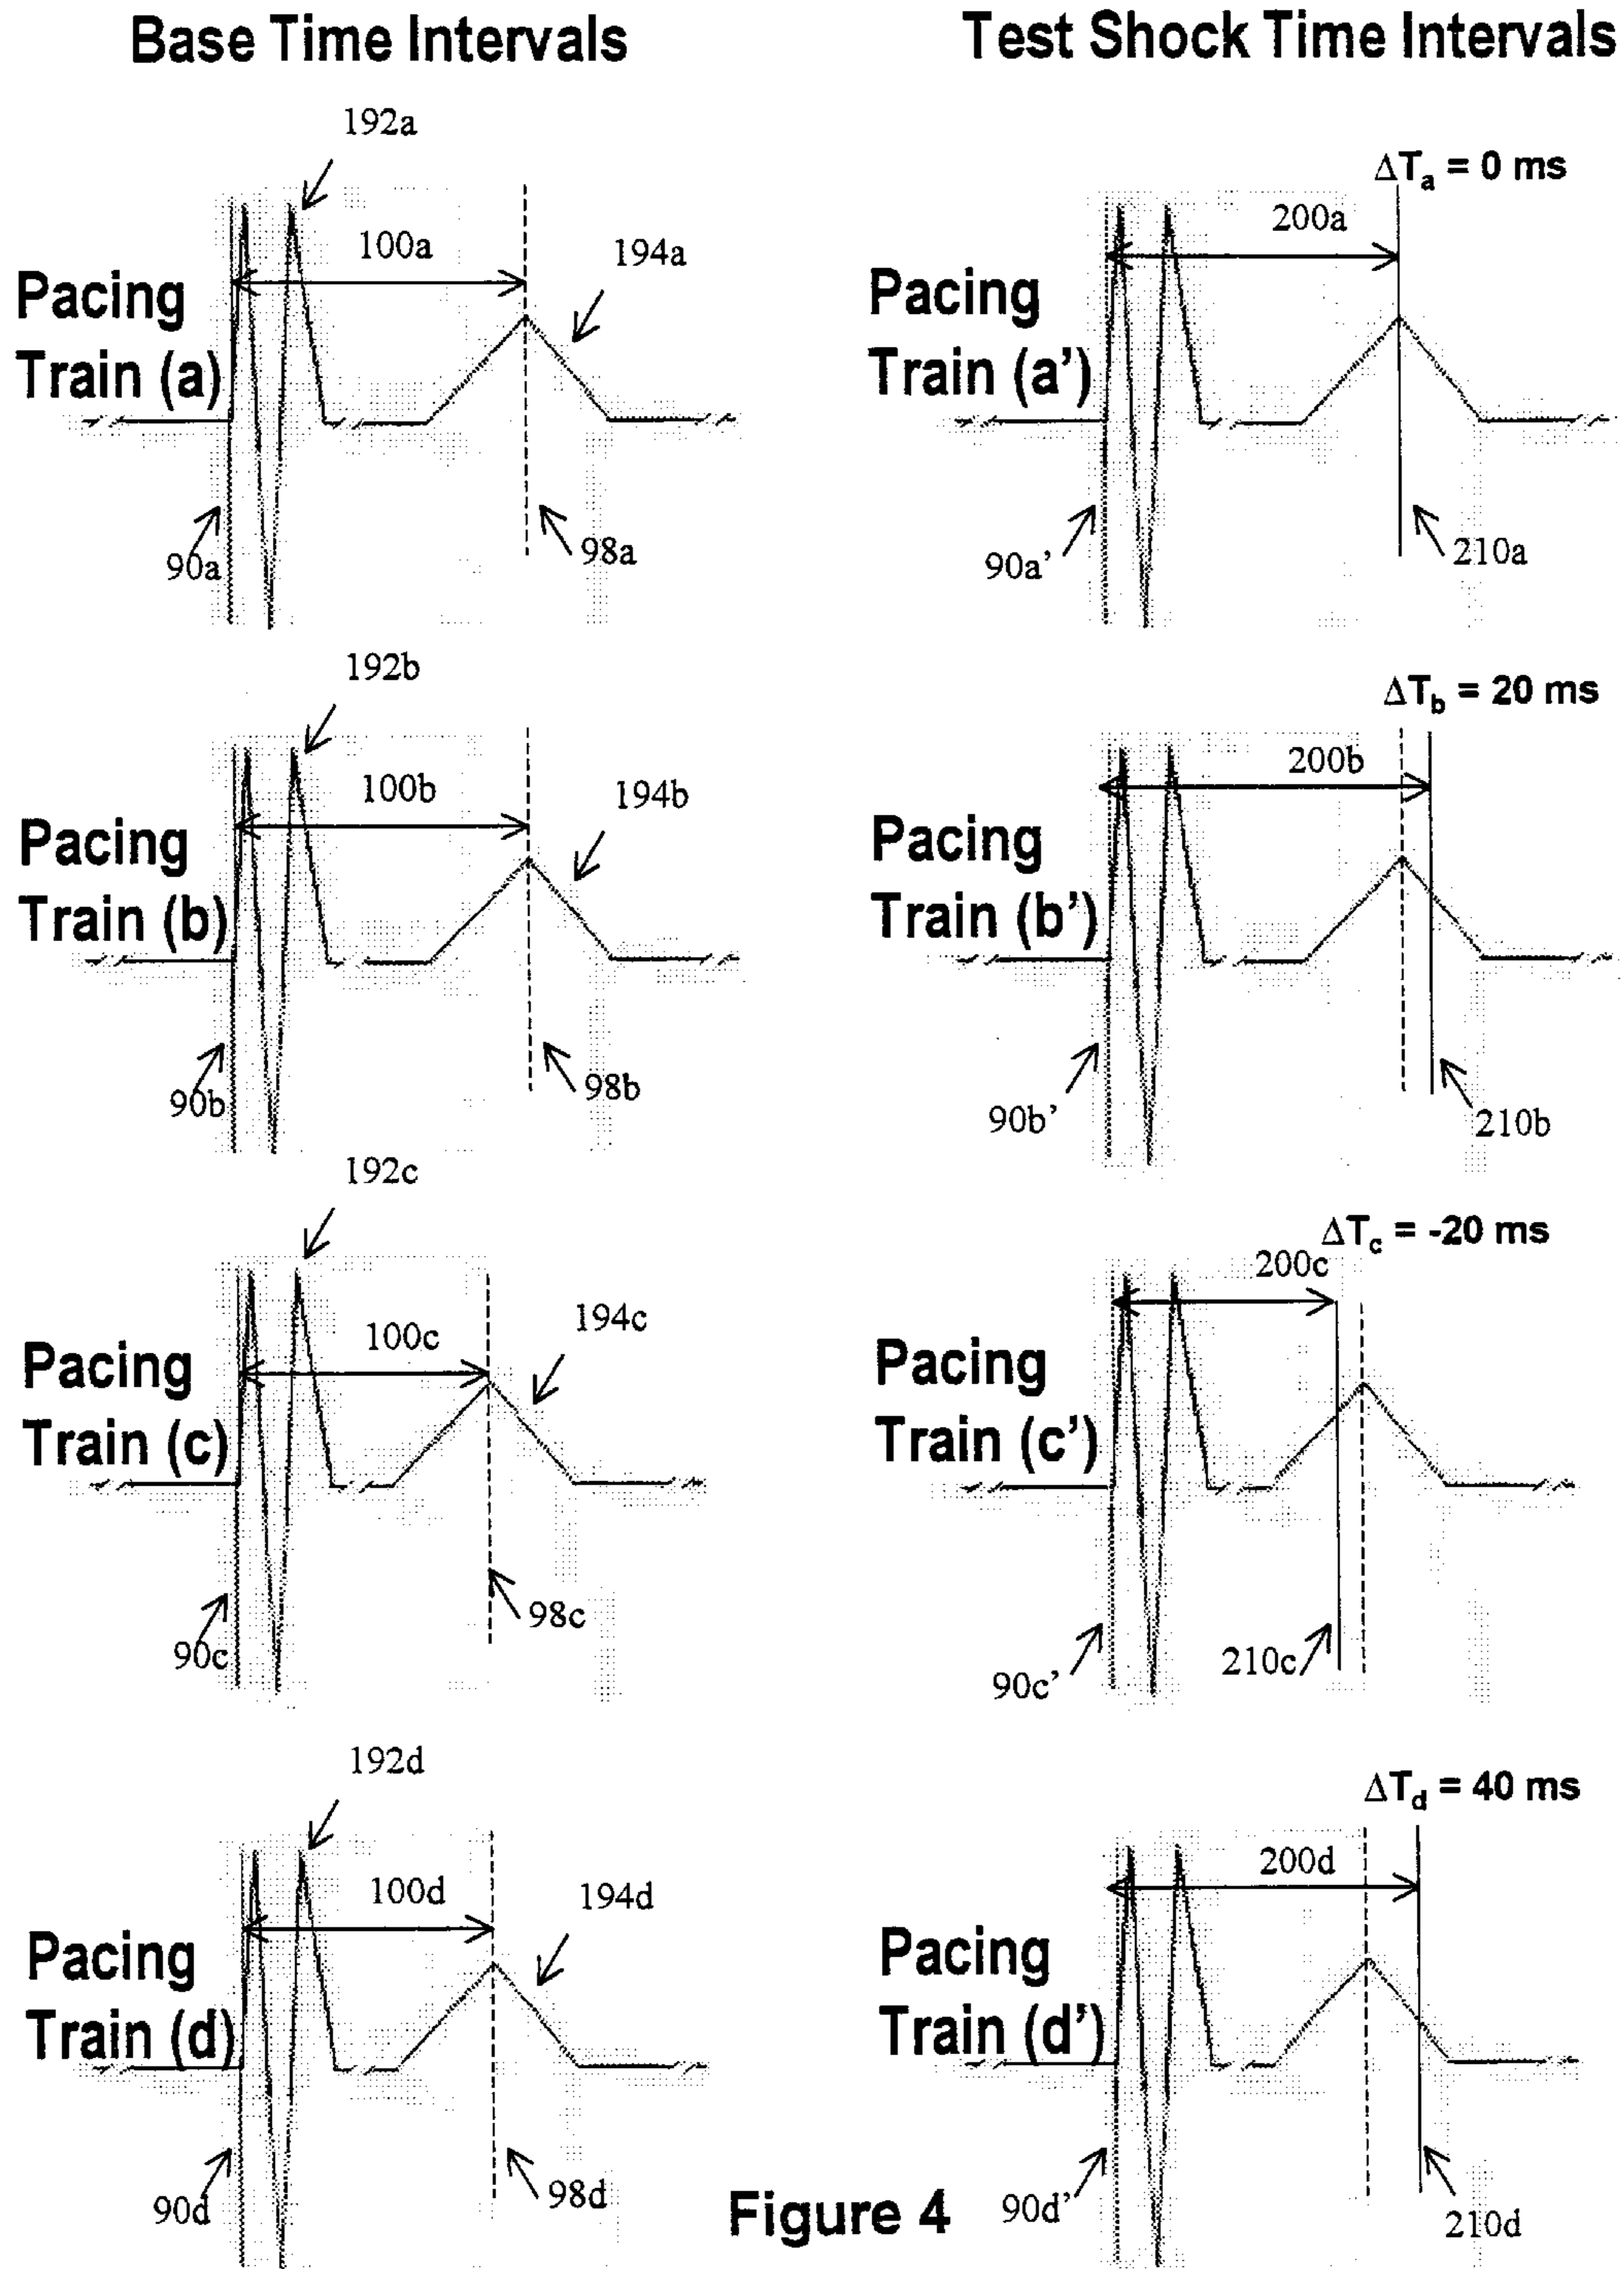 Base Time Intervals
Test Shock Time Intervals
192a
100a
194a
Pacing
Train (a)
90a
98a
ΔTa = 0 ms
200a
Pacing
Train (a')
90a'
210a
192b
100b
194b
Pacing
Train (b)
90b
98b
ΔTb = 20 ms
200b
Pacing
Train (b')
90b'
210b
192c
100c
194c
Pacing
Train (c)
90c
98c
ΔTc = -20 ms
200c
Pacing
Train (c')
90c'
210c
192d
100d
194d
Pacing
Train (d)
90d
98d
ΔTd = 40 ms
200d
Pacing
Train (d')
90d'
210d
Figure 4